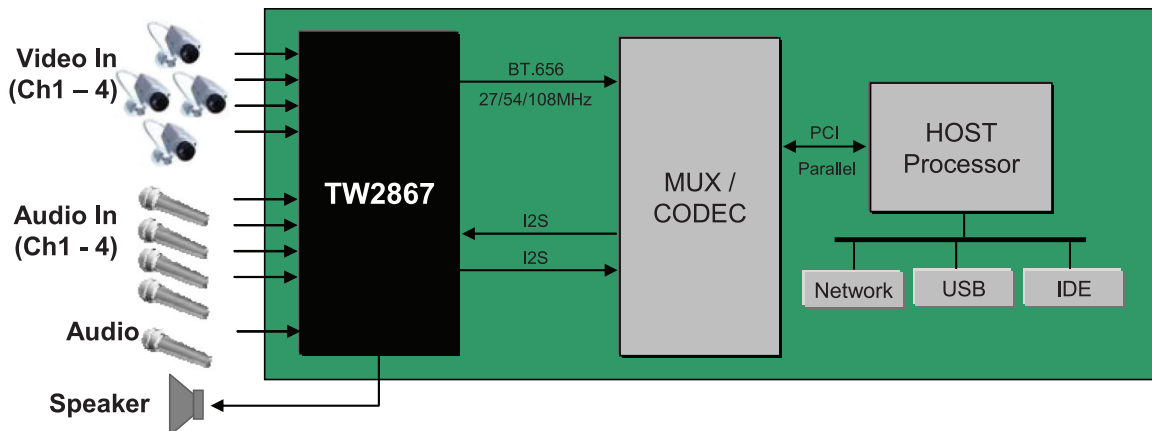 Video In
(Ch1 – 4)
Audio In
(Ch1 - 4)
Audio
Speaker
TW2867
BT.656
27/54/108MHz
I2S
I2S
MUX /
CODEC
PCI
Parallel
HOST
Processor
Network
USB
IDE